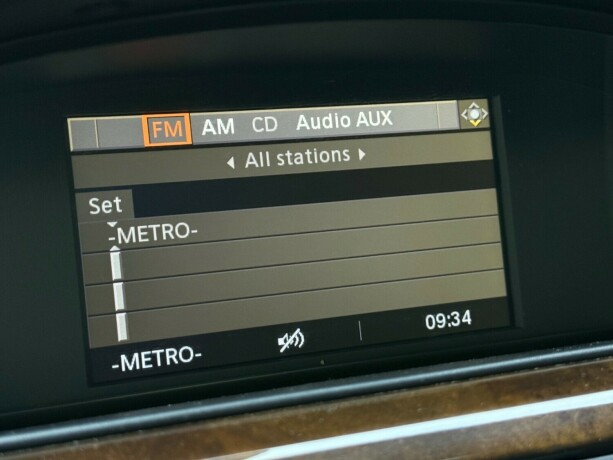 FM AM CD Audio AUX
All stations
Set
-METRO-
-METRO- 09:34